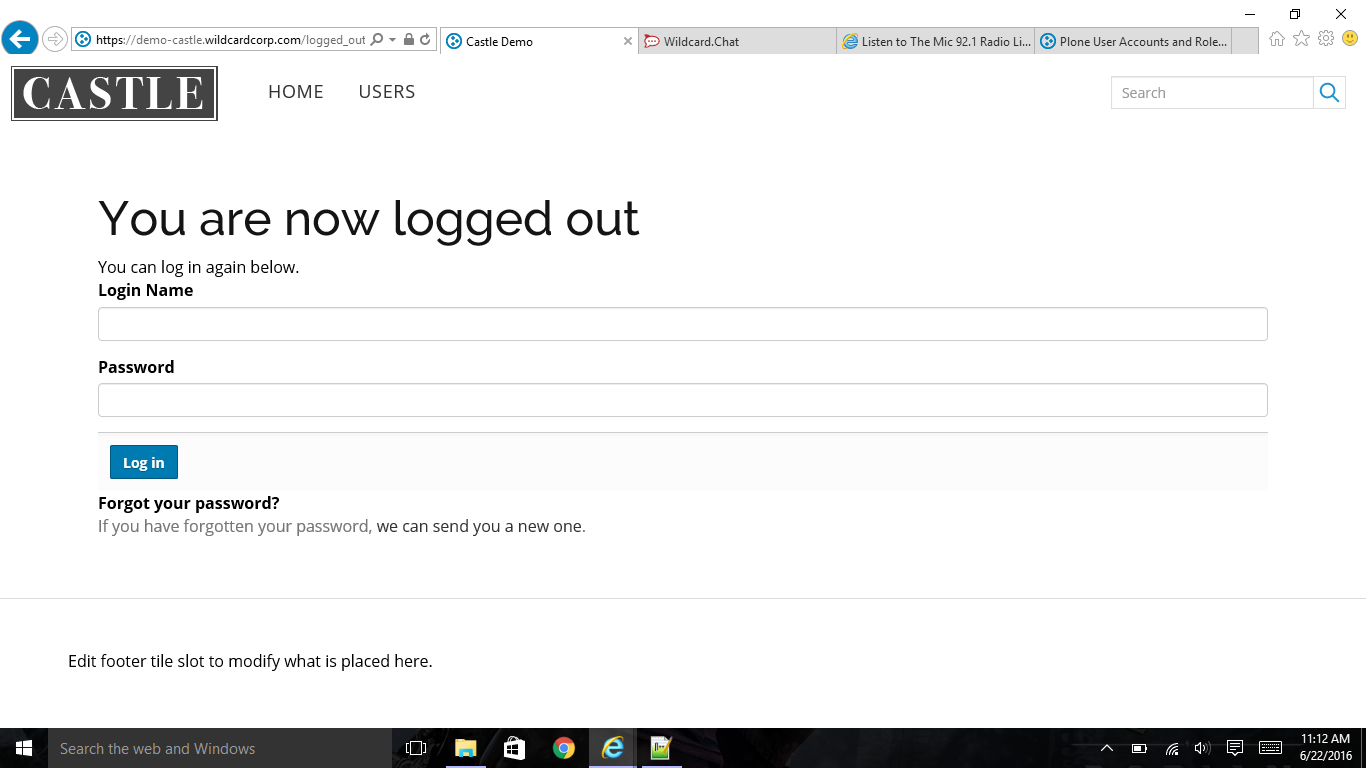 https://demo-castle.wildcardcorp.com/logged_out
Castle Demo
Wildcard.Chat
Listen to The Mic 92.1 Radio Li...
Plone User Accounts and Role...
CASTLE
HOME
USERS
Search
You are now logged out
You can log in again below.
Login Name
Password
Log in
Forgot your password?
If you have forgotten your password, we can send you a new one.
Edit footer tile slot to modify what is placed here.
Search the web and Windows
11:12 AM
6/22/2016